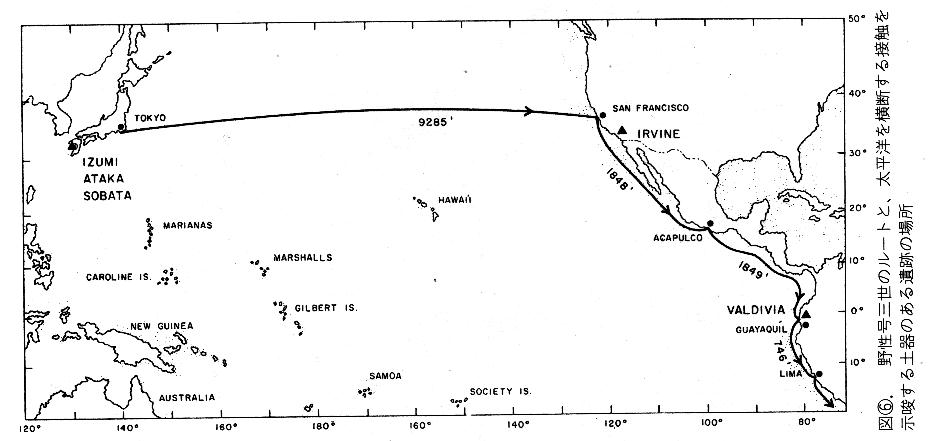 50°
40°
30°
20°
10°
0°
10°
TOKYO
IZUMI
ATAKA
SOBATA
9285'
SAN FRANCISCO
IRVINE
1848'
HAWAI'I
MARIANAS
ACAPULCO
MARSHALLS
CAROLINE IS.
1849'
GILBERT IS.
VALDIVIA
GUAYAQUIL
NEW GUINEA
746'
LIMA
SAMOA
SOCIETY IS.
AUSTRALIA
120° 140° 160° 180° 160° 140° 120° 100° 80°
図⑥. 野性号三世のルートと、太平洋を横断する接触を
示唆する土器のある遺跡の場所